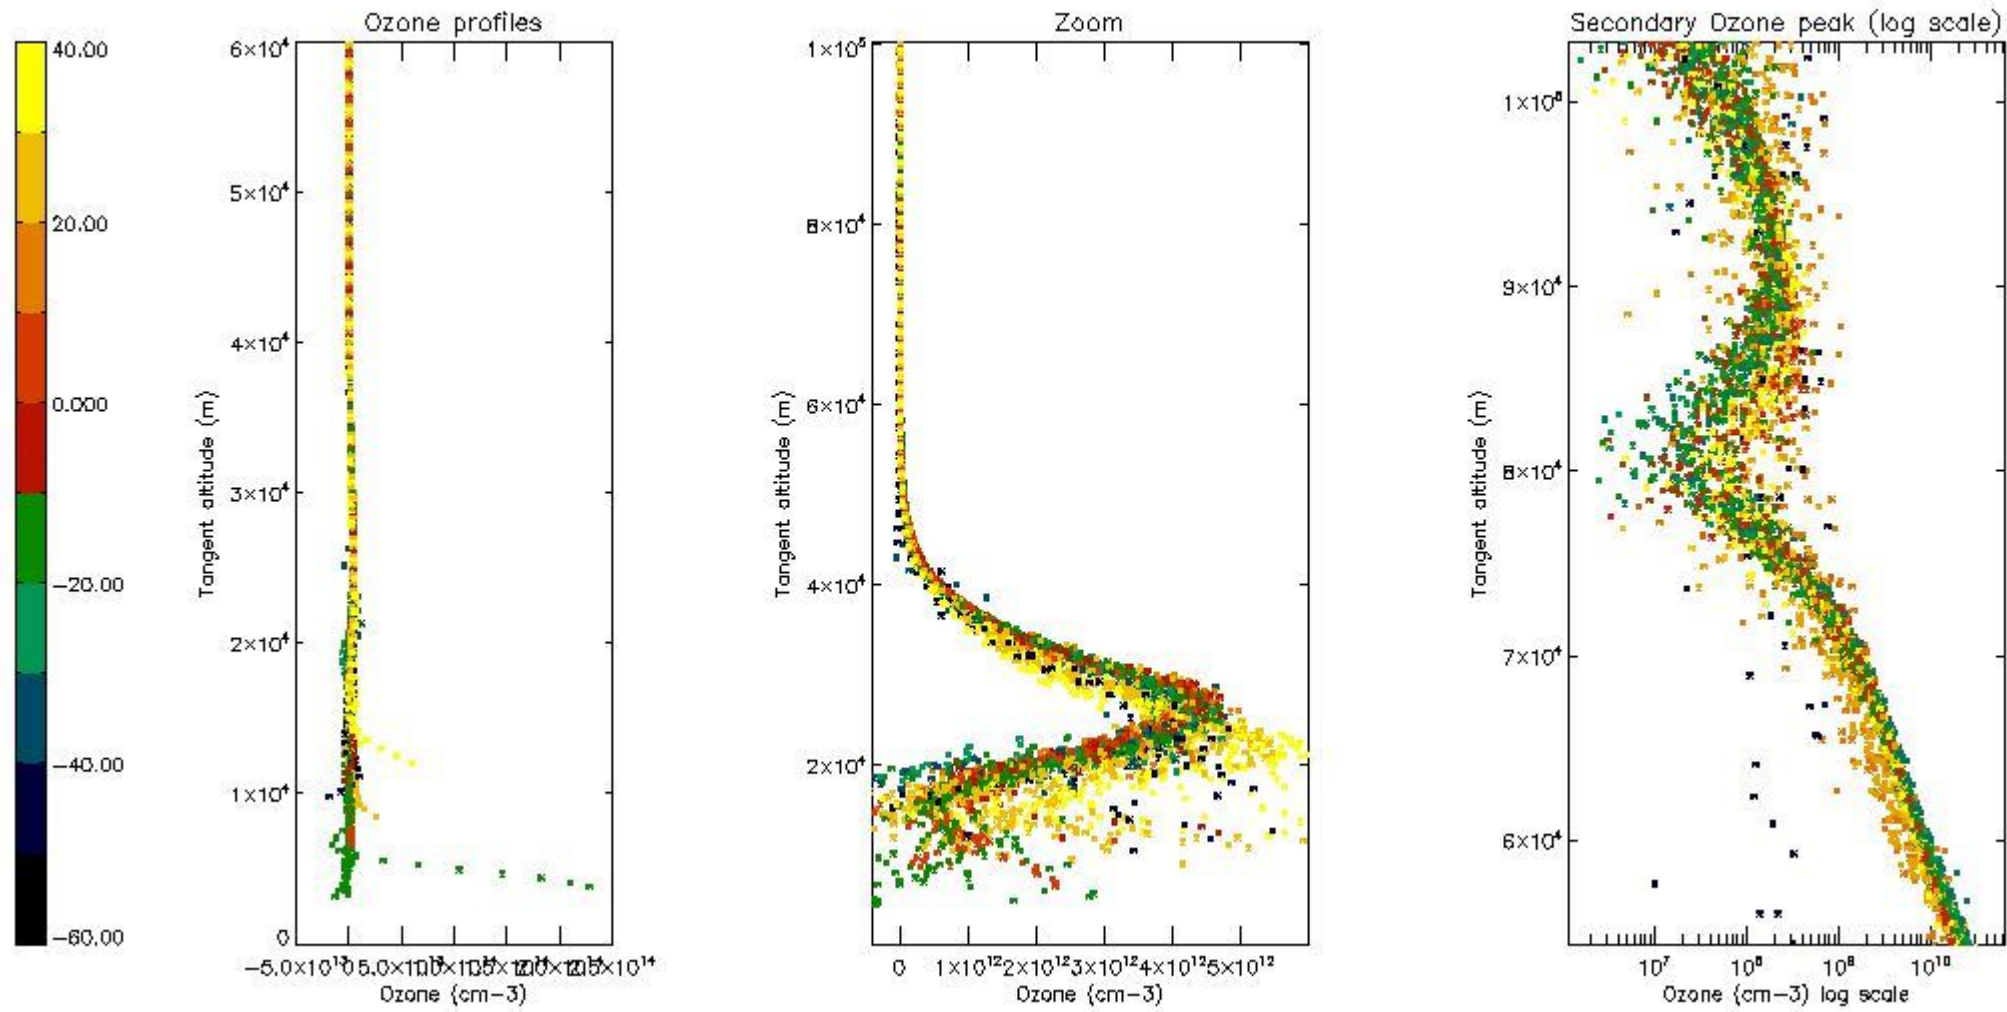 Ozone profiles
Zoom
Secondary Ozone peak (log scale)
40.00
20.00
0.000
−20.00
−40.00
−60.00
6×10⁴
5×10⁴
4×10⁴
3×10⁴
2×10⁴
1×10⁴
0
Tangent altitude (m)
−5.0×10¹³
Ozone (cm−3)
1×10⁵
8×10⁴
6×10⁴
4×10⁴
2×10⁴
Tangent altitude (m)
0 1×10¹² 2×10¹² 3×10¹² 4×10¹² 5×10¹²
Ozone (cm−3)
9×10⁴
8×10⁴
7×10⁴
6×10⁴
Tangent altitude (m)
10⁷ 10⁸ 10⁹ 10¹⁰
Ozone (cm−3) log scale